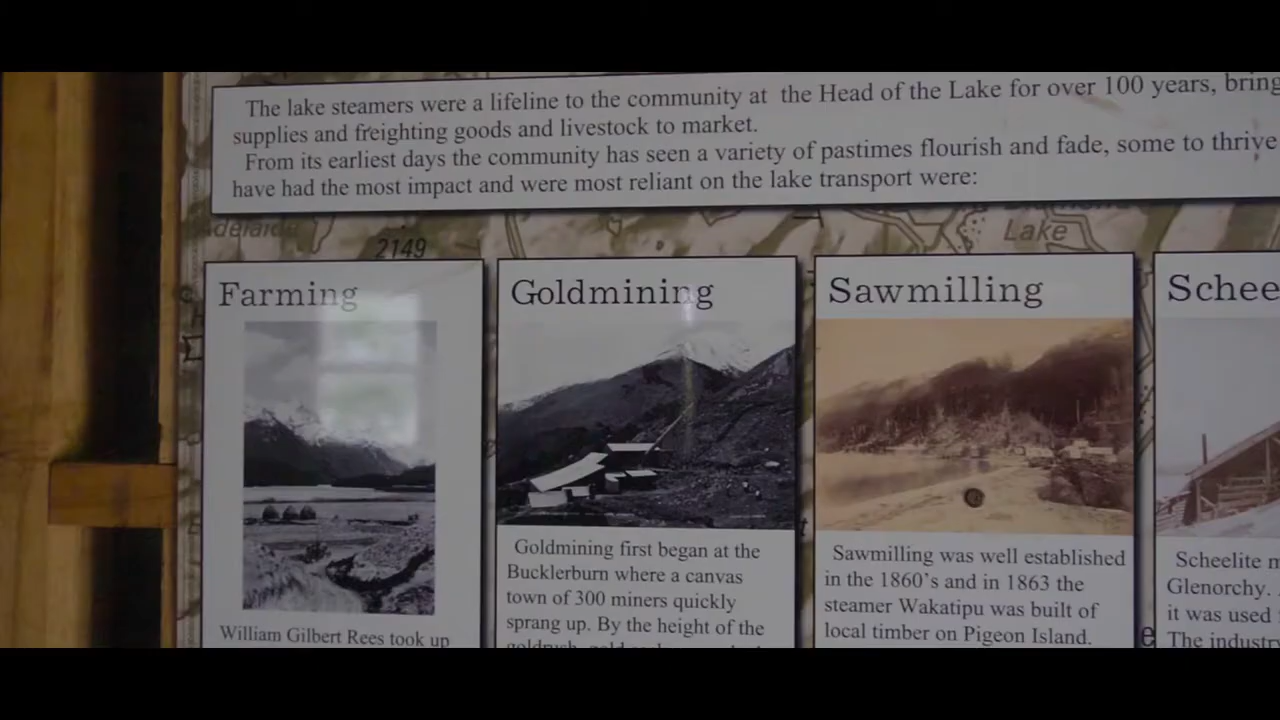 The lake steamers were a lifeline to the community at the Head of the Lake for over 100 years, bring
supplies and freighting goods and livestock to market.
From its earliest days the community has seen a variety of pastimes flourish and fade, some to thrive
have had the most impact and were most reliant on the lake transport were:
Adelaide
2149
Lake
Farming
William Gilbert Rees took up
Goldmining
Goldmining first began at the
Bucklerburn where a canvas
town of 300 miners quickly
sprang up. By the height of the
Sawmilling
Sawmilling was well established
in the 1860's and in 1863 the
steamer Wakatipu was built of
local timber on Pigeon Island.
Schee
Scheelite m
Glenorchy.
it was used
The industry